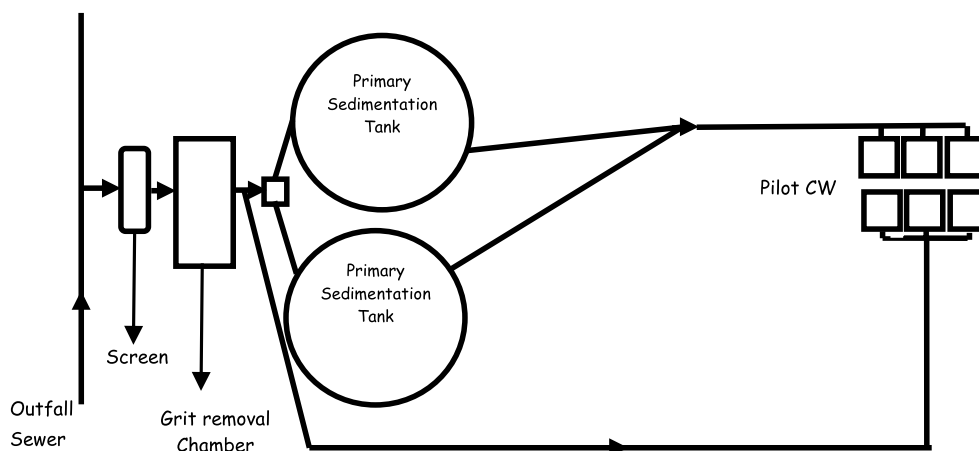 Primary
Sedimentation
Tank
Pilot CW
Primary
Sedimentation
Tank
Screen
Outfall
Sewer
Grit removal
Chamber